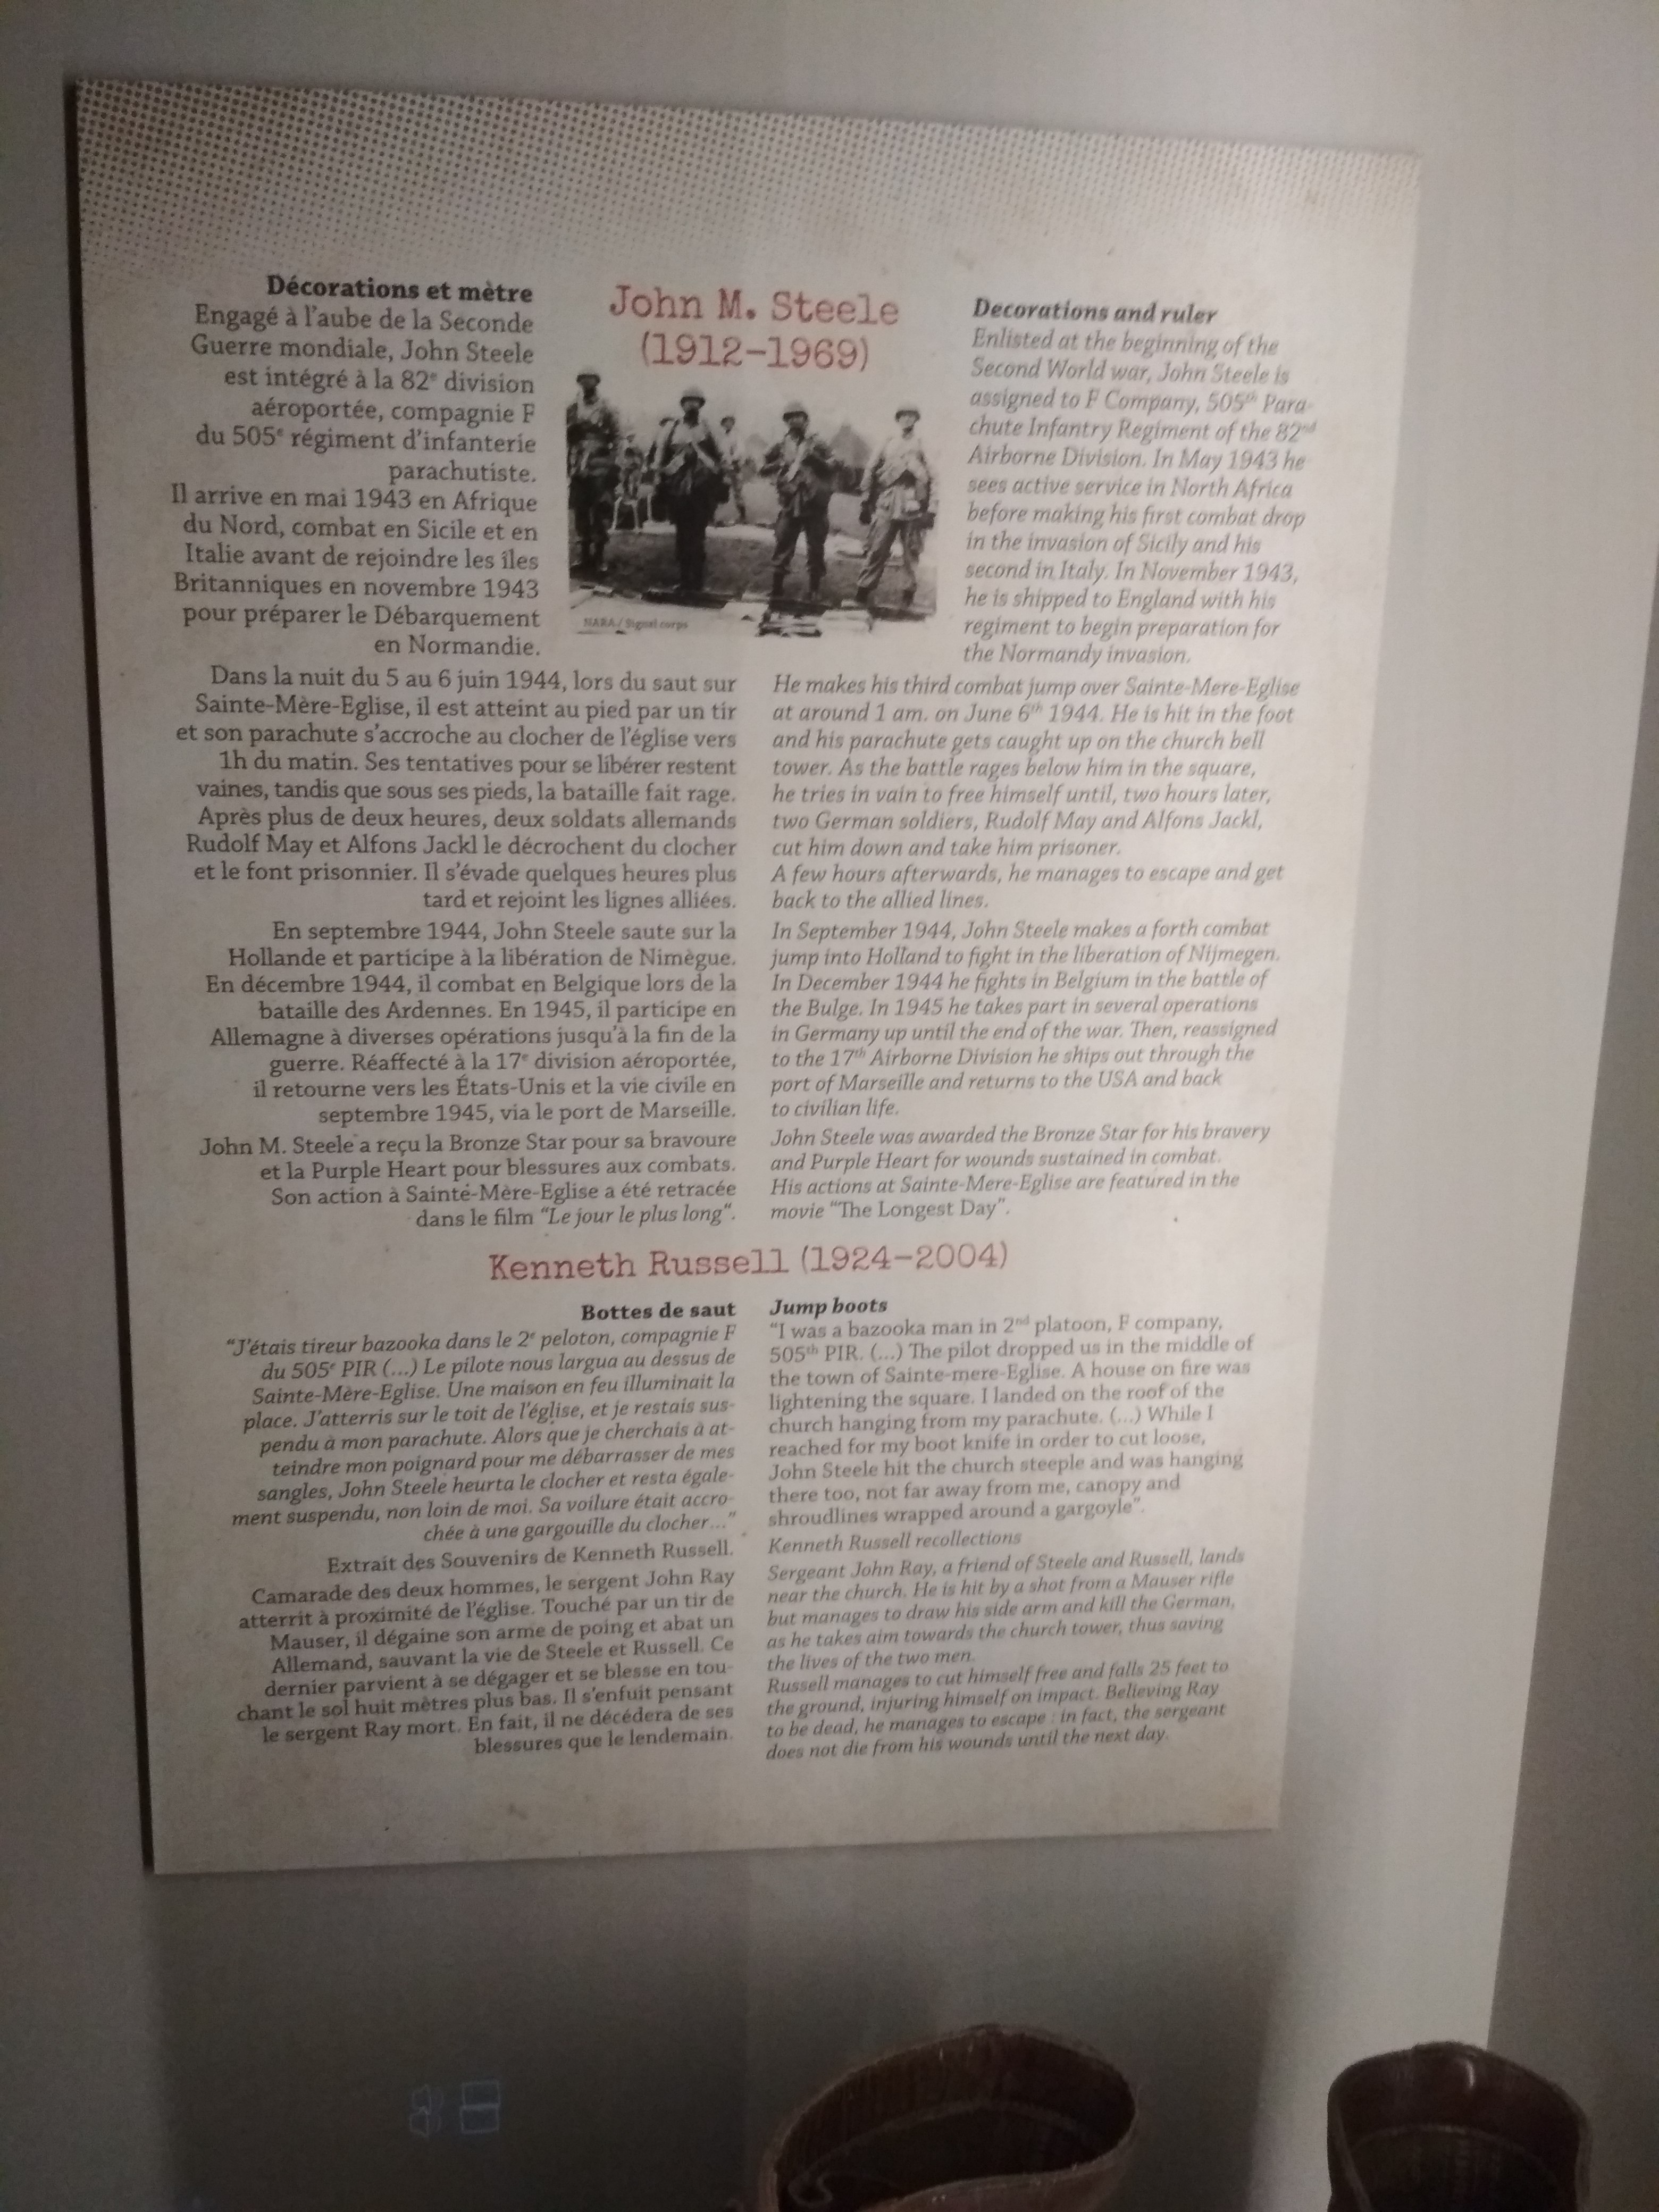 Décorations et mètre
Engagé à l'aube de la Seconde
Guerre mondiale, John Steele
est intégré à la 82e division
aéroportée, compagnie F
du 505e régiment d'infanterie
parachutiste.
Il arrive en mai 1943 en Afrique
du Nord, combat en Sicile et en
Italie avant de rejoindre les îles
Britanniques en novembre 1943
pour préparer le Débarquement
en Normandie.
John M. Steele
(1912-1969)
NARA / Signal corps
Decorations and ruler
Enlisted at the beginning of the
Second World war, John Steele is
assigned to F Company, 505th Para-
chute Infantry Regiment of the 82nd
Airborne Division. In May 1943 he
sees active service in North Africa
before making his first combat drop
in the invasion of Sicily and his
second in Italy. In November 1943,
he is shipped to England with his
regiment to begin preparation for
the Normandy invasion.
Dans la nuit du 5 au 6 juin 1944, lors du saut sur
Sainte-Mère-Eglise, il est atteint au pied par un tir
et son parachute s'accroche au clocher de l'église vers
1h du matin. Ses tentatives pour se libérer restent
vaines, tandis que sous ses pieds, la bataille fait rage.
Après plus de deux heures, deux soldats allemands
Rudolf May et Alfons Jackl le décrochent du clocher
et le font prisonnier. Il s'évade quelques heures plus
tard et rejoint les lignes alliées.
En septembre 1944, John Steele saute sur la
Hollande et participe à la libération de Nimègue.
En décembre 1944, il combat en Belgique lors de la
bataille des Ardennes. En 1945, il participe en
Allemagne à diverses opérations jusqu'à la fin de la
guerre. Réaffecté à la 17e division aéroportée,
il retourne vers les États-Unis et la vie civile en
septembre 1945, via le port de Marseille.
John M. Steele a reçu la Bronze Star pour sa bravoure
et la Purple Heart pour blessures aux combats.
Son action à Sainte-Mère-Eglise a été retracée
dans le film "Le jour le plus long".
He makes his third combat jump over Sainte-Mere-Eglise
at around 1 am. on June 6th 1944. He is hit in the foot
and his parachute gets caught up on the church bell
tower. As the battle rages below him in the square,
he tries in vain to free himself until, two hours later,
two German soldiers, Rudolf May and Alfons Jackl,
cut him down and take him prisoner.
A few hours afterwards, he manages to escape and get
back to the allied lines.
In September 1944, John Steele makes a forth combat
jump into Holland to fight in the liberation of Nijmegen.
In December 1944 he fights in Belgium in the battle of
the Bulge. In 1945 he takes part in several operations
in Germany up until the end of the war. Then, reassigned
to the 17th Airborne Division he ships out through the
port of Marseille and returns to the USA and back
to civilian life.
John Steele was awarded the Bronze Star for his bravery
and Purple Heart for wounds sustained in combat.
His actions at Sainte-Mere-Eglise are featured in the
movie "The Longest Day".
Kenneth Russell (1924-2004)
Bottes de saut
"J'étais tireur bazooka dans le 2e peloton, compagnie F
du 505e PIR (...) Le pilote nous largua au dessus de
Sainte-Mère-Eglise. Une maison en feu illuminait la
place. J'atterris sur le toit de l'église, et je restais sus-
pendu à mon parachute. Alors que je cherchais à at-
teindre mon poignard pour me débarrasser de mes
sangles, John Steele heurta le clocher et resta égale-
ment suspendu, non loin de moi. Sa voilure était accro-
chée à une gargouille du clocher..."
Extrait des Souvenirs de Kenneth Russell.
Camarade des deux hommes, le sergent John Ray
atterrit à proximité de l'église. Touché par un tir de
Mauser, il dégaine son arme de poing et abat un
Allemand, sauvant la vie de Steele et Russell. Ce
dernier parvient à se dégager et se blesse en tou-
chant le sol huit mètres plus bas. Il s'enfuit pensant
le sergent Ray mort. En fait, il ne décédera de ses
blessures que le lendemain.
Jump boots
"I was a bazooka man in 2nd platoon, F company,
505th PIR. (...) The pilot dropped us in the middle of
the town of Sainte-mere-Eglise. A house on fire was
lightening the square. I landed on the roof of the
church hanging from my parachute. (...) While I
reached for my boot knife in order to cut loose,
John Steele hit the church steeple and was hanging
there too, not far away from me, canopy and
shroudlines wrapped around a gargoyle".
Kenneth Russell recollections
Sergeant John Ray, a friend of Steele and Russell, lands
near the church. He is hit by a shot from a Mauser rifle
but manages to draw his side arm and kill the German,
as he takes aim towards the church tower, thus saving
the lives of the two men.
Russell manages to cut himself free and falls 25 feet to
the ground, injuring himself on impact. Believing Ray
to be dead, he manages to escape : in fact, the sergeant
does not die from his wounds until the next day.